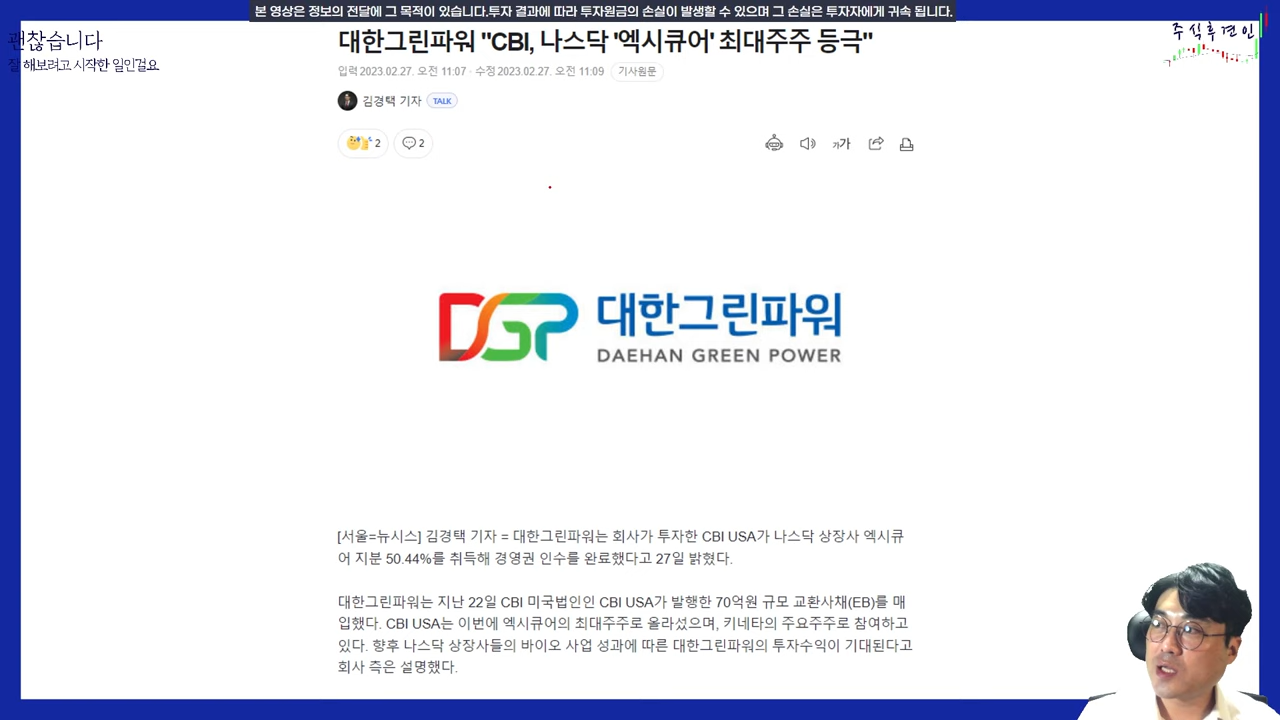 본 영상은 정보의 전달에 그 목적이 있습니다.투자 결과에 따라 투자원금의 손실이 발생할 수 있으며 그 손실은 투자자에게 귀속 됩니다.
괜찮습니다
잘 해보려고 시작한 일인걸요
주식후견인
대한그린파워 "CBI, 나스닥 '엑시큐어' 최대주주 등극"
입력 2023.02.27. 오전 11:07 · 수정 2023.02.27. 오전 11:09 기사원문
김경택 기자 TALK
2 2
가가
DGP 대한그린파워
DAEHAN GREEN POWER
[서울=뉴시스] 김경택 기자 = 대한그린파워는 회사가 투자한 CBI USA가 나스닥 상장사 엑시큐
어 지분 50.44%를 취득해 경영권 인수를 완료했다고 27일 밝혔다.
대한그린파워는 지난 22일 CBI 미국법인인 CBI USA가 발행한 70억원 규모 교환사채(EB)를 매
입했다. CBI USA는 이번에 엑시큐어의 최대주주로 올라섰으며, 키네타의 주요주주로 참여하고
있다. 향후 나스닥 상장사들의 바이오 사업 성과에 따른 대한그린파워의 투자수익이 기대된다고
회사 측은 설명했다.